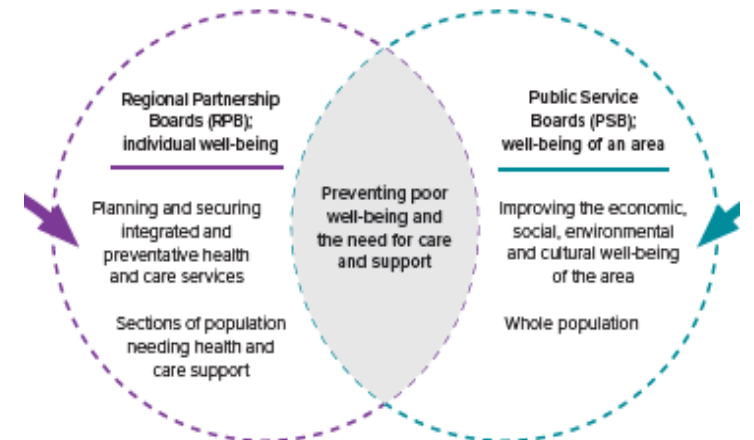 Regional Partnership
Boards (RPB);
individual well-being
Planning and securing
integrated and
preventative health
and care services
Sections of population
needing health and
care support
Preventing poor
well-being and
the need for care
and support
Public Service
Boards (PSB);
well-being of an area
Improving the economic,
social, environmental
and cultural well-being
of the area
Whole population